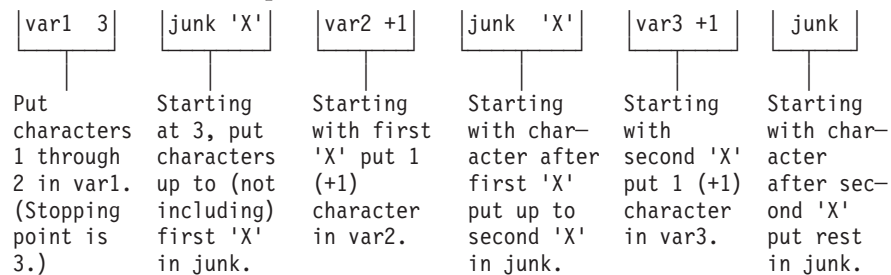 var1 3
junk 'X'
var2 +1
junk 'X'
var3 +1
junk
Put
characters
1 through
2 in var1.
(Stopping
point is
3.)
Starting
at 3, put
characters
up to (not
including)
first 'X'
in junk.
Starting
with first
'X' put 1
(+1)
character
in var2.
Starting
with char—
acter after
first 'X'
put up to
second 'X'
in junk.
Starting
with
second 'X'
put 1 (+1)
character
in var3.
Starting
with char—
acter
after sec—
ond 'X'
put rest
in junk.